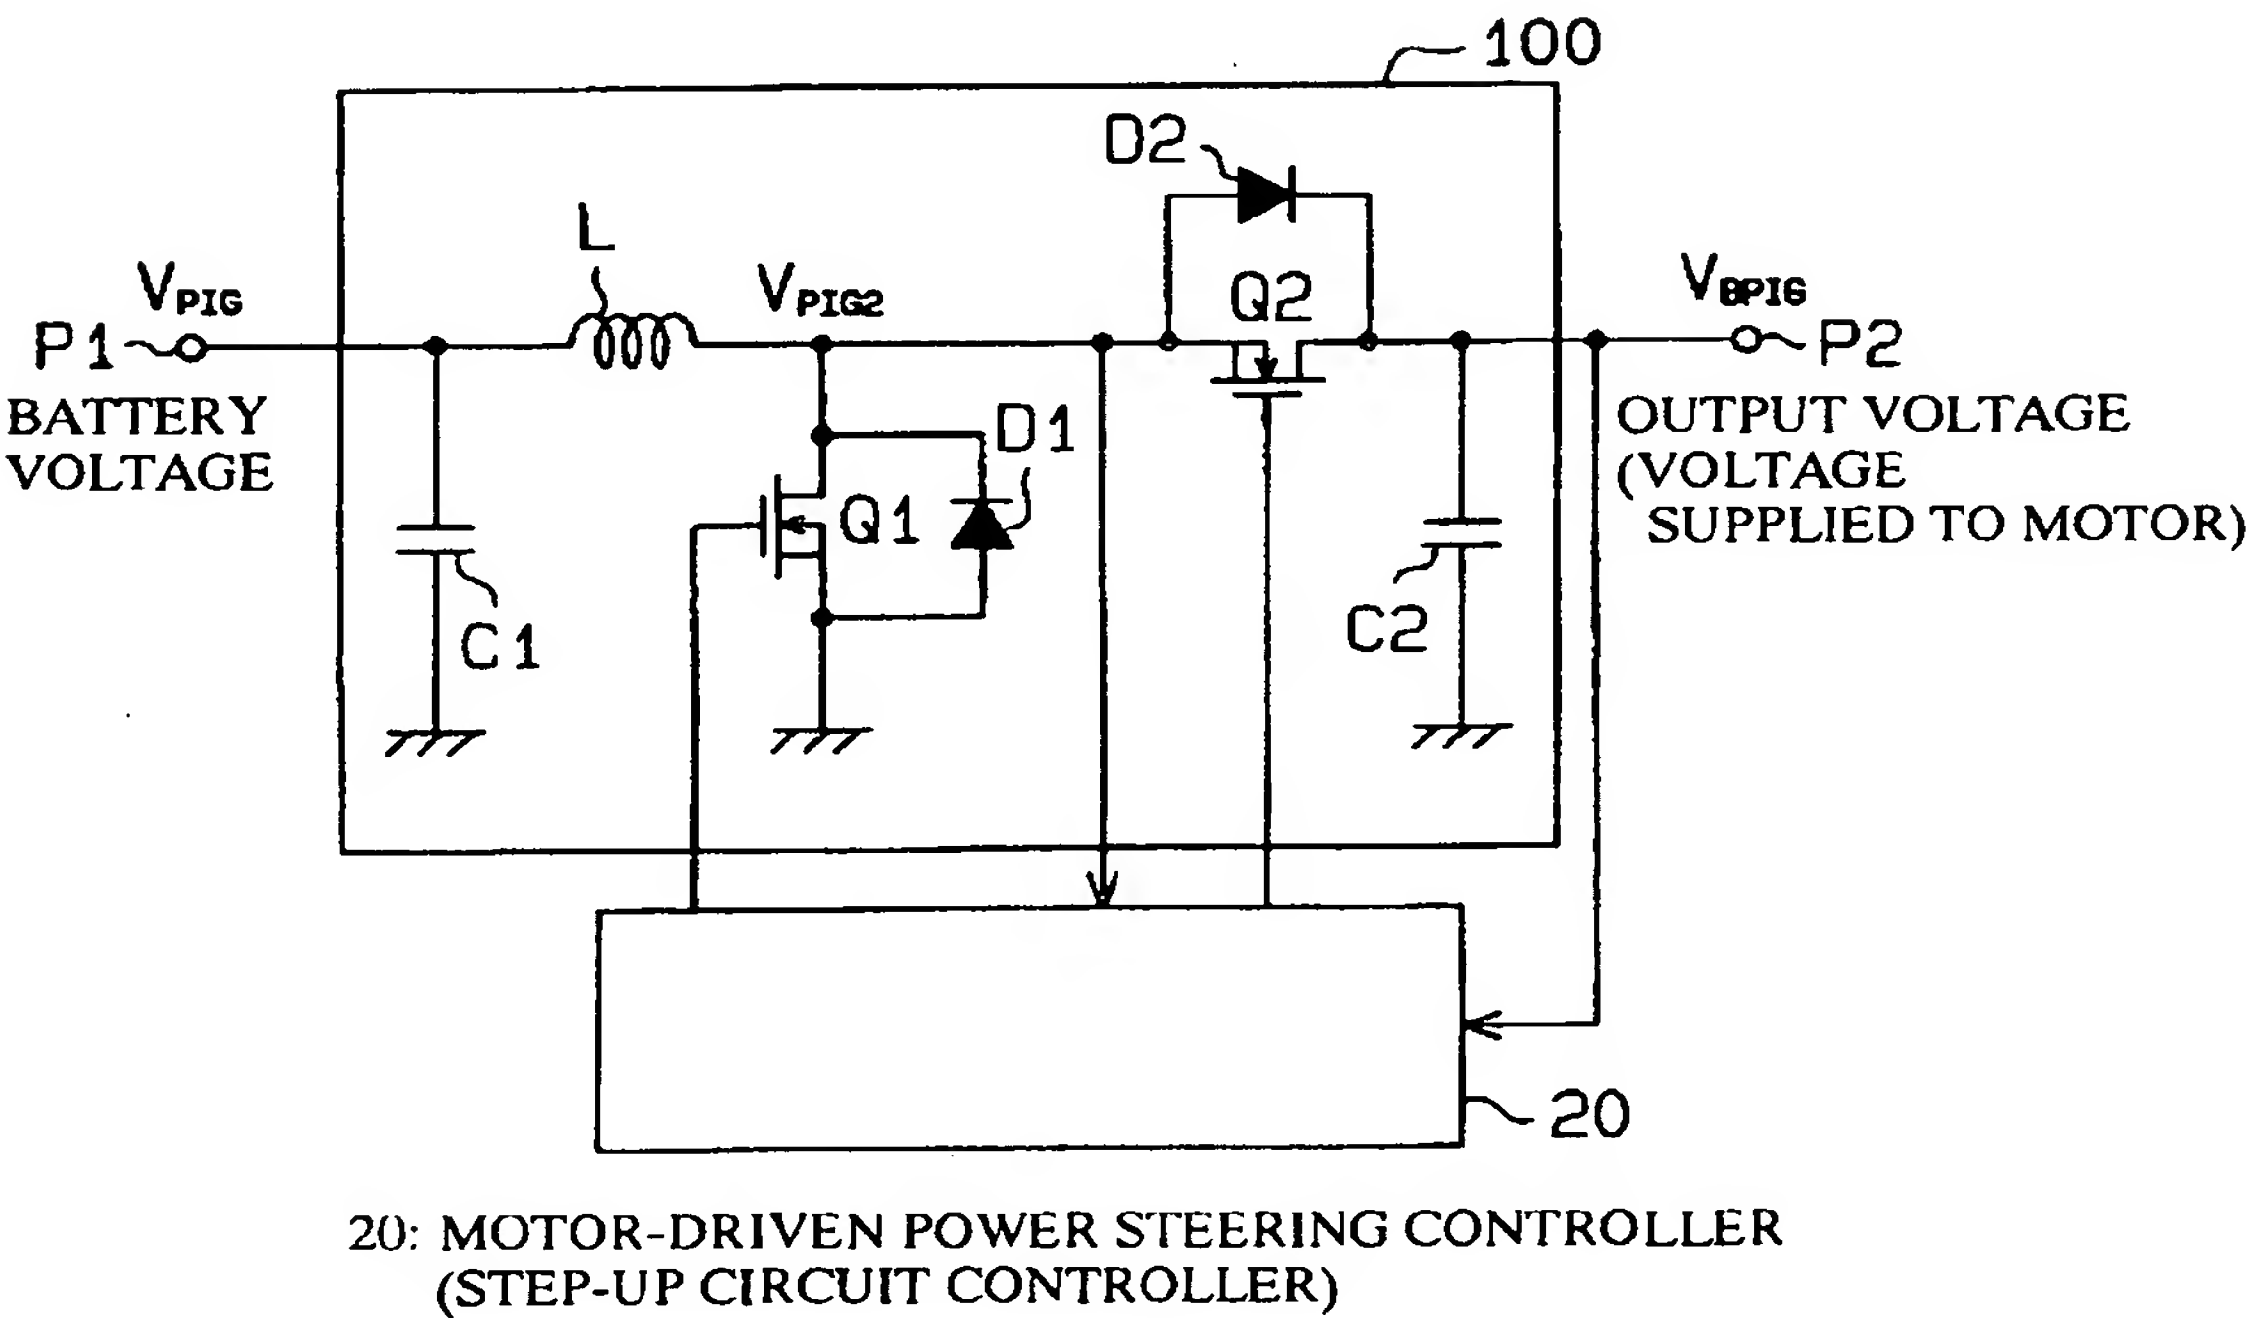 100
D2
L
VPIG
VPIG2
Q2
VBPIG
P1
P2
BATTERY
VOLTAGE
D1
OUTPUT VOLTAGE
(VOLTAGE
SUPPLIED TO MOTOR)
Q1
C1
C2
20
20: MOTOR-DRIVEN POWER STEERING CONTROLLER
(STEP-UP CIRCUIT CONTROLLER)